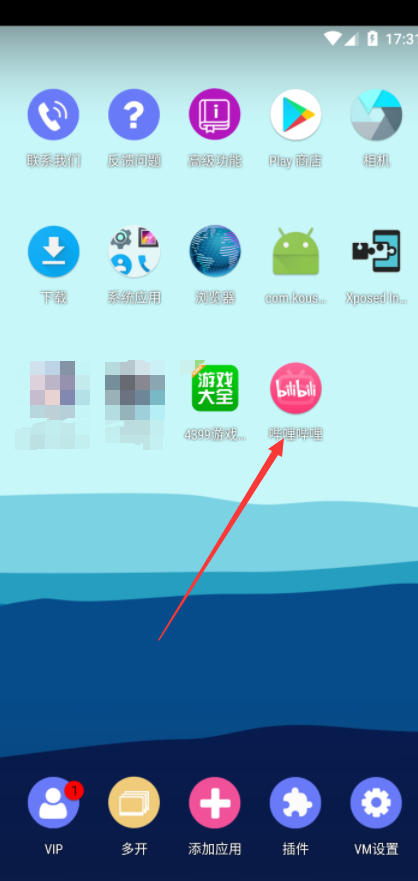 17:31
联系我们
反馈问题
高级功能
Play 商店
相机
下载
系统应用
浏览器
com.kous...
Xposed In...
游戏
大全
bilibili
4399游戏...
哔哩哔哩
1
VIP
多开
添加应用
插件
VM设置